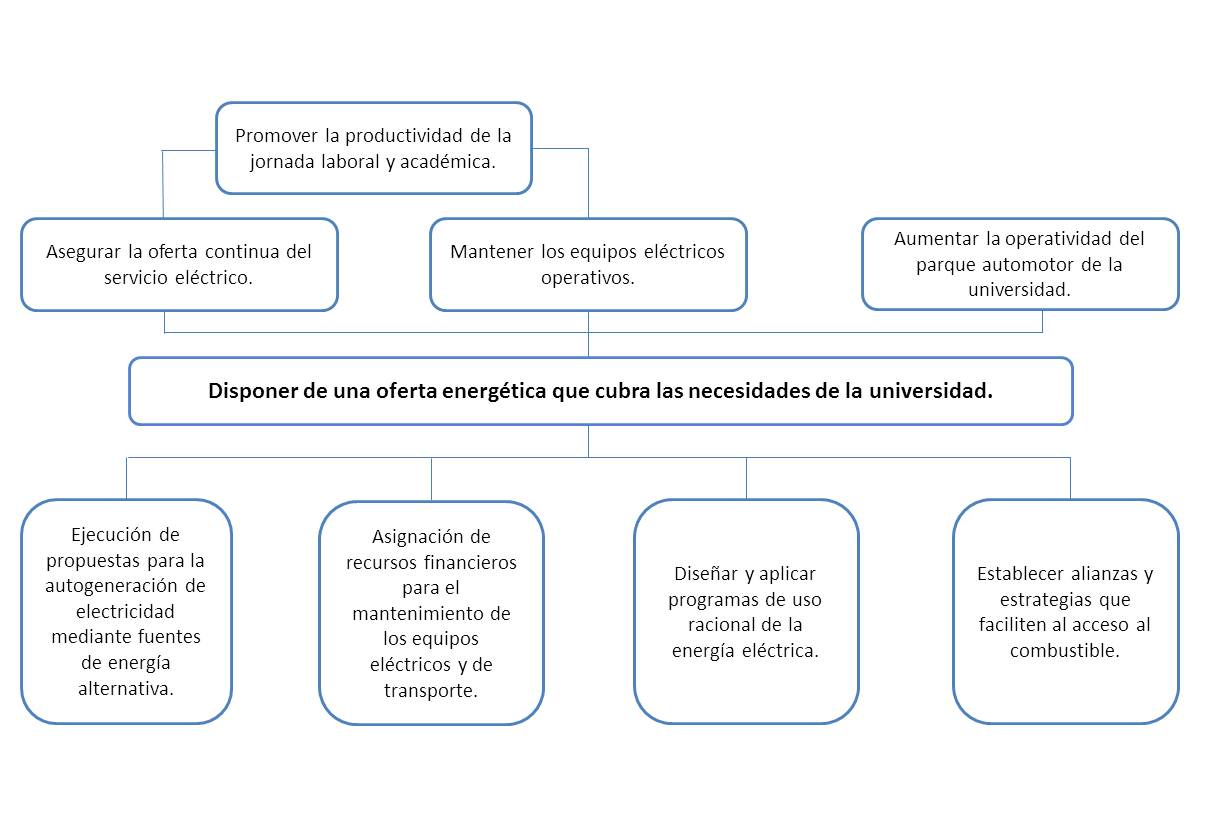 Promover la productividad de la
jornada laboral y académica.
Asegurar la oferta continua del
servicio eléctrico.
Mantener los equipos eléctricos
operativos.
Aumentar la operatividad del
parque automotor de la
universidad.
Disponer de una oferta energética que cubra las necesidades de la universidad.
Ejecución de
propuestas para la
autogeneración de
electricidad
mediante fuentes
de energía
alternativa.
Asignación de
recursos financieros
para el
mantenimiento de
los equipos
eléctricos y de
transporte.
Diseñar y aplicar
programas de uso
racional de la
energía eléctrica.
Establecer alianzas y
estrategias que
faciliten al acceso al
combustible.